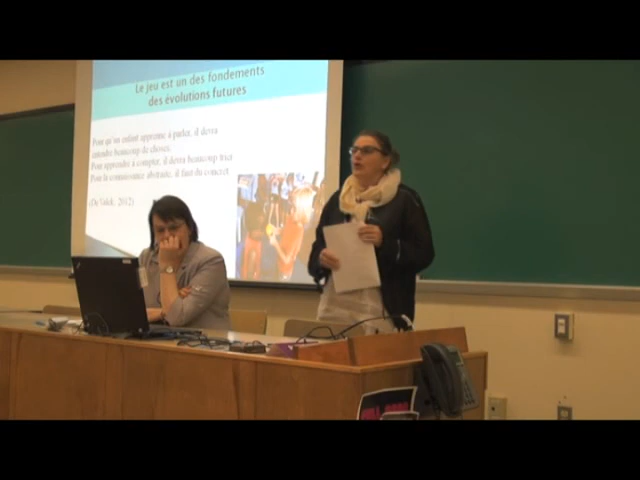 Le jeu est un des fondements
des évolutions futures
Pour qu'un enfant apprenne à parler, il devra
entendre beaucoup de choses.
Pour apprendre à compter, il devra beaucoup trier
Pour la connaissance abstraite, il faut du concret
2012)